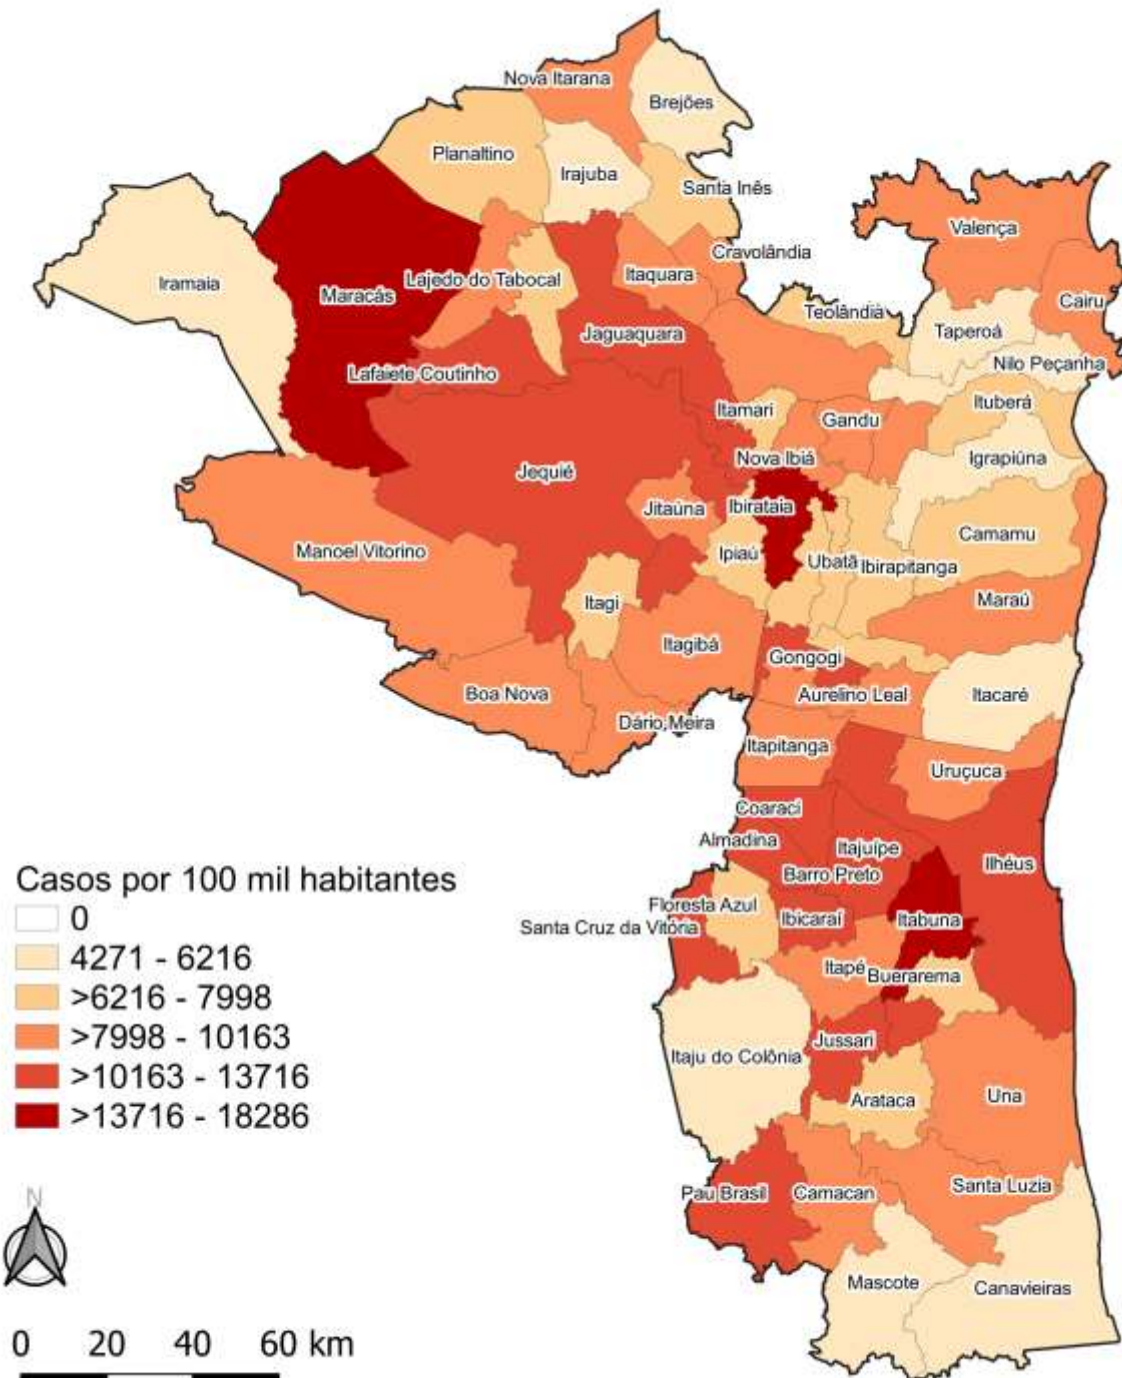 Nova Itarana
Brejões
Planaltino
Irajuba
Santa Inês
Valença
Cravolândia
Iramaia
Maracás
Lajedo do Tabocal
Itaquara
Cairu
Teolândia
Taperoá
Jaguaquara
Nilo Peçanha
Lafaiete Coutinho
Itamari
Gandu
Ituberá
Nova Ibiá
Igrapiúna
Jequié
Jitaúna
Ibirataia
Camamu
Manoel Vitorino
Ipiaú
Ubatã
Ibirapitanga
Itagi
Maraú
Itagibá
Gongogi
Boa Nova
Aurelino Leal
Itacaré
Dário Meira
Itapitanga
Uruçuca
Coaraci
Almadina
Itajuípe
Ilhéus
Barro Preto
Floresta Azul
Ibicaraí
Itabuna
Santa Cruz da Vitória
Itapé
Buerarema
Jussari
Itaju do Colônia
Arataca
Una
Pau Brasil
Camacan
Santa Luzia
Mascote
Canavieiras
Casos por 100 mil habitantes
0
4271 - 6216
>6216 - 7998
>7998 - 10163
>10163 - 13716
>13716 - 18286
N
0 20 40 60 km